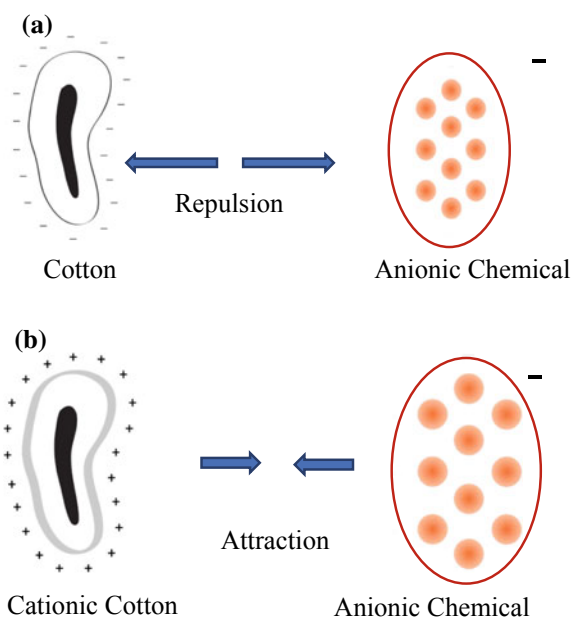 (a)
Repulsion
Cotton
Anionic Chemical
(b)
Attraction
Cationic Cotton
Anionic Chemical